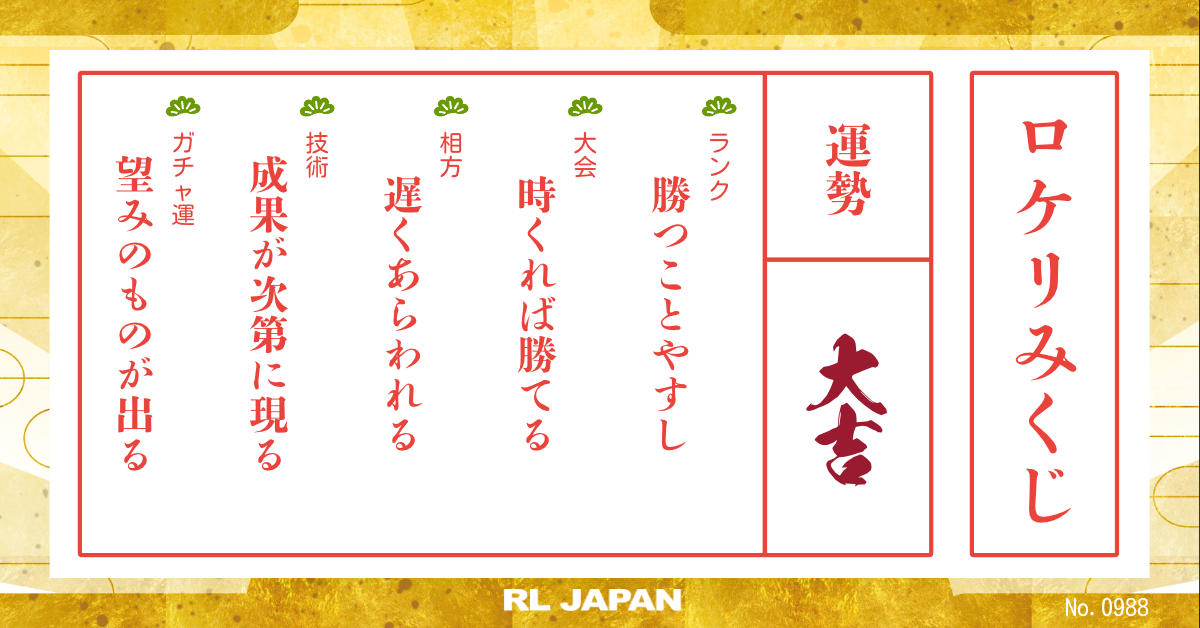 ロケリみくじ
運勢
大吉
ランク
勝つことやすし
大会
時くれば勝てる
相方
遅くあらわれる
技術
成果が次第に現る
ガチャ運
望みのものが出る
RL JAPAN
No. 0988